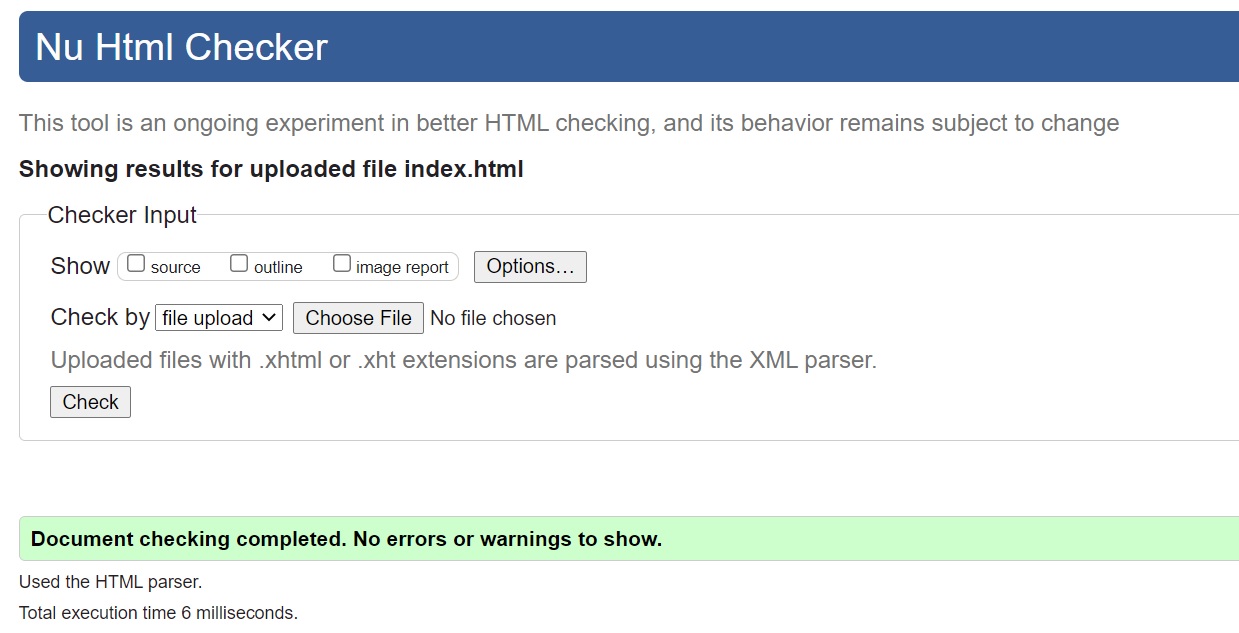 Nu Html Checker
This tool is an ongoing experiment in better HTML checking, and its behavior remains subject to change
Showing results for uploaded file index.html
Checker Input
Show source outline image report Options…
Check by file upload Choose File No file chosen
Uploaded files with .xhtml or .xht extensions are parsed using the XML parser.
Check
Document checking completed. No errors or warnings to show.
Used the HTML parser.
Total execution time 6 milliseconds.